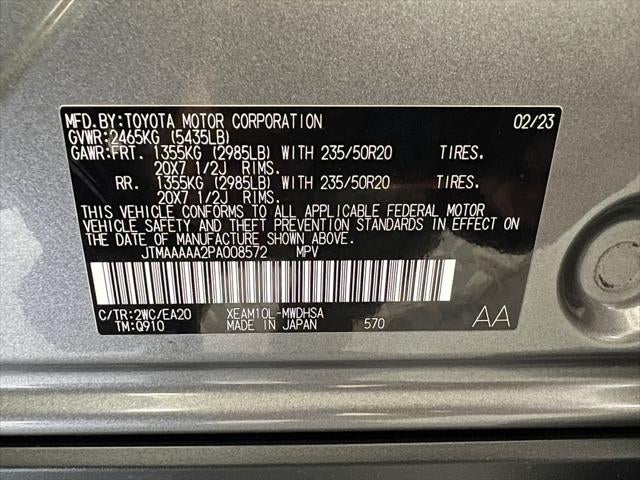 MFD.BY:TOYOTA MOTOR CORPORATION 02/23
GVWR:2465KG (5435LB)
GAWR:FRT. 1355KG (2985LB) WITH 235/50R20 TIRES.
20X7 1/2J RIMS.
RR. 1355KG (2985LB) WITH 235/50R20 TIRES.
20X7 1/2J RIMS.
THIS VEHICLE CONFORMS TO ALL APPLICABLE FEDERAL MOTOR
VEHICLE SAFETY AND THEFT PREVENTION STANDARDS IN EFFECT ON
THE DATE OF MANUFACTURE SHOWN ABOVE.
JTMAAAAA2PA008572 MPV
C/TR:2WC/EA20 XEAM10L-MWDHSA
TM:Q910 MADE IN JAPAN 570 AA